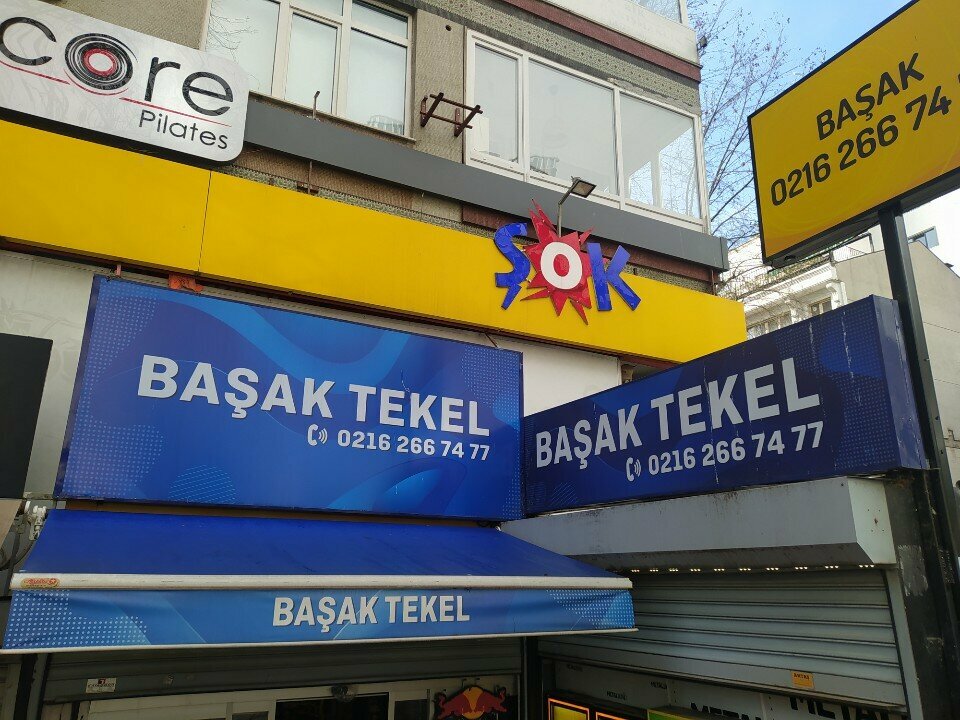 core
Pilates
BAŞAK
0216 266 74
ŞOK
BAŞAK TEKEL
0216 266 74 77
BAŞAK TEKEL
0216 266 74 77
BAŞAK TEKEL